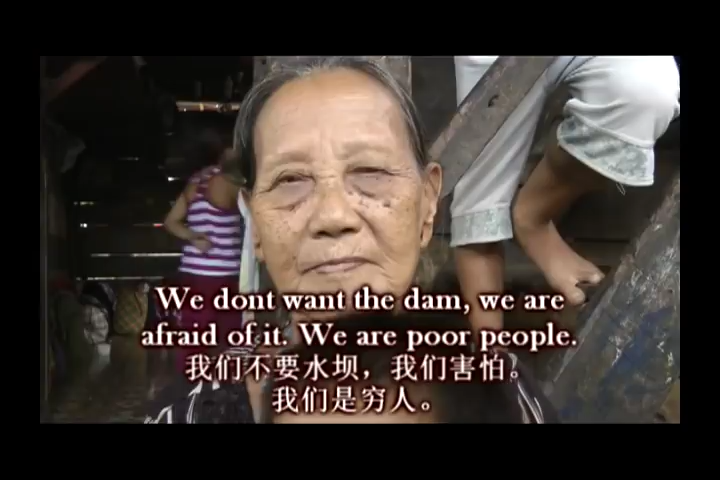 We dont want the dam, we are
afraid of it. We are poor people.
我们不要水坝，我们害怕。
我们是穷人。